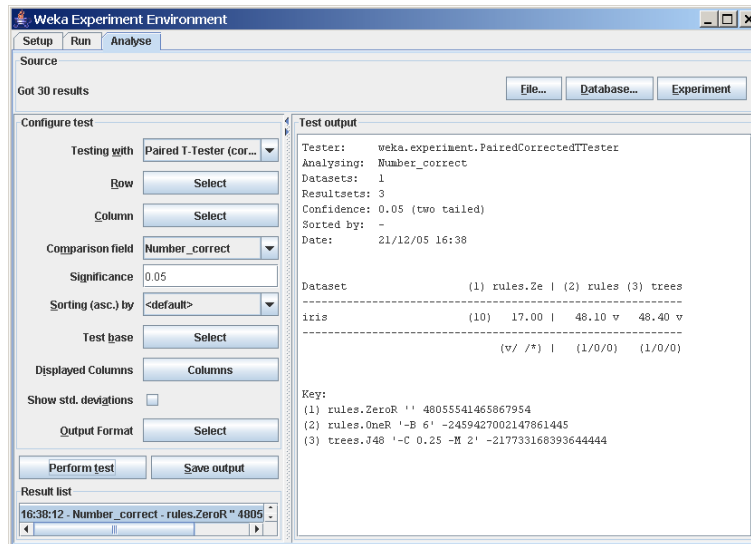 Weka Experiment Environment
Setup Run Analyse
Source
Got 30 results
File... Database... Experiment
Configure test
Testing with Paired T-Tester (cor...
Row Select
Column Select
Comparison field Number_correct
Significance 0.05
Sorting (asc.) by <default>
Test base Select
Displayed Columns Columns
Show std. deviations
Output Format Select
Perform test Save output
Result list
16:38:12 - Number_correct - rules.ZeroR '' 4805
Test output
Tester: weka.experiment.PairedCorrectedTTester
Analysing: Number_correct
Datasets: 1
Resultsets: 3
Confidence: 0.05 (two tailed)
Sorted by: -
Date: 21/12/05 16:38
Dataset (1) rules.Ze | (2) rules (3) trees
--------------------------------------------------------------
iris (10) 17.00 | 48.10 v 48.40 v
--------------------------------------------------------------
(v/ /*) | (1/0/0) (1/0/0)
Key:
(1) rules.ZeroR '' 48055541465867954
(2) rules.OneR '-B 6' -2459427002147861445
(3) trees.J48 '-C 0.25 -M 2' -217733168393644444